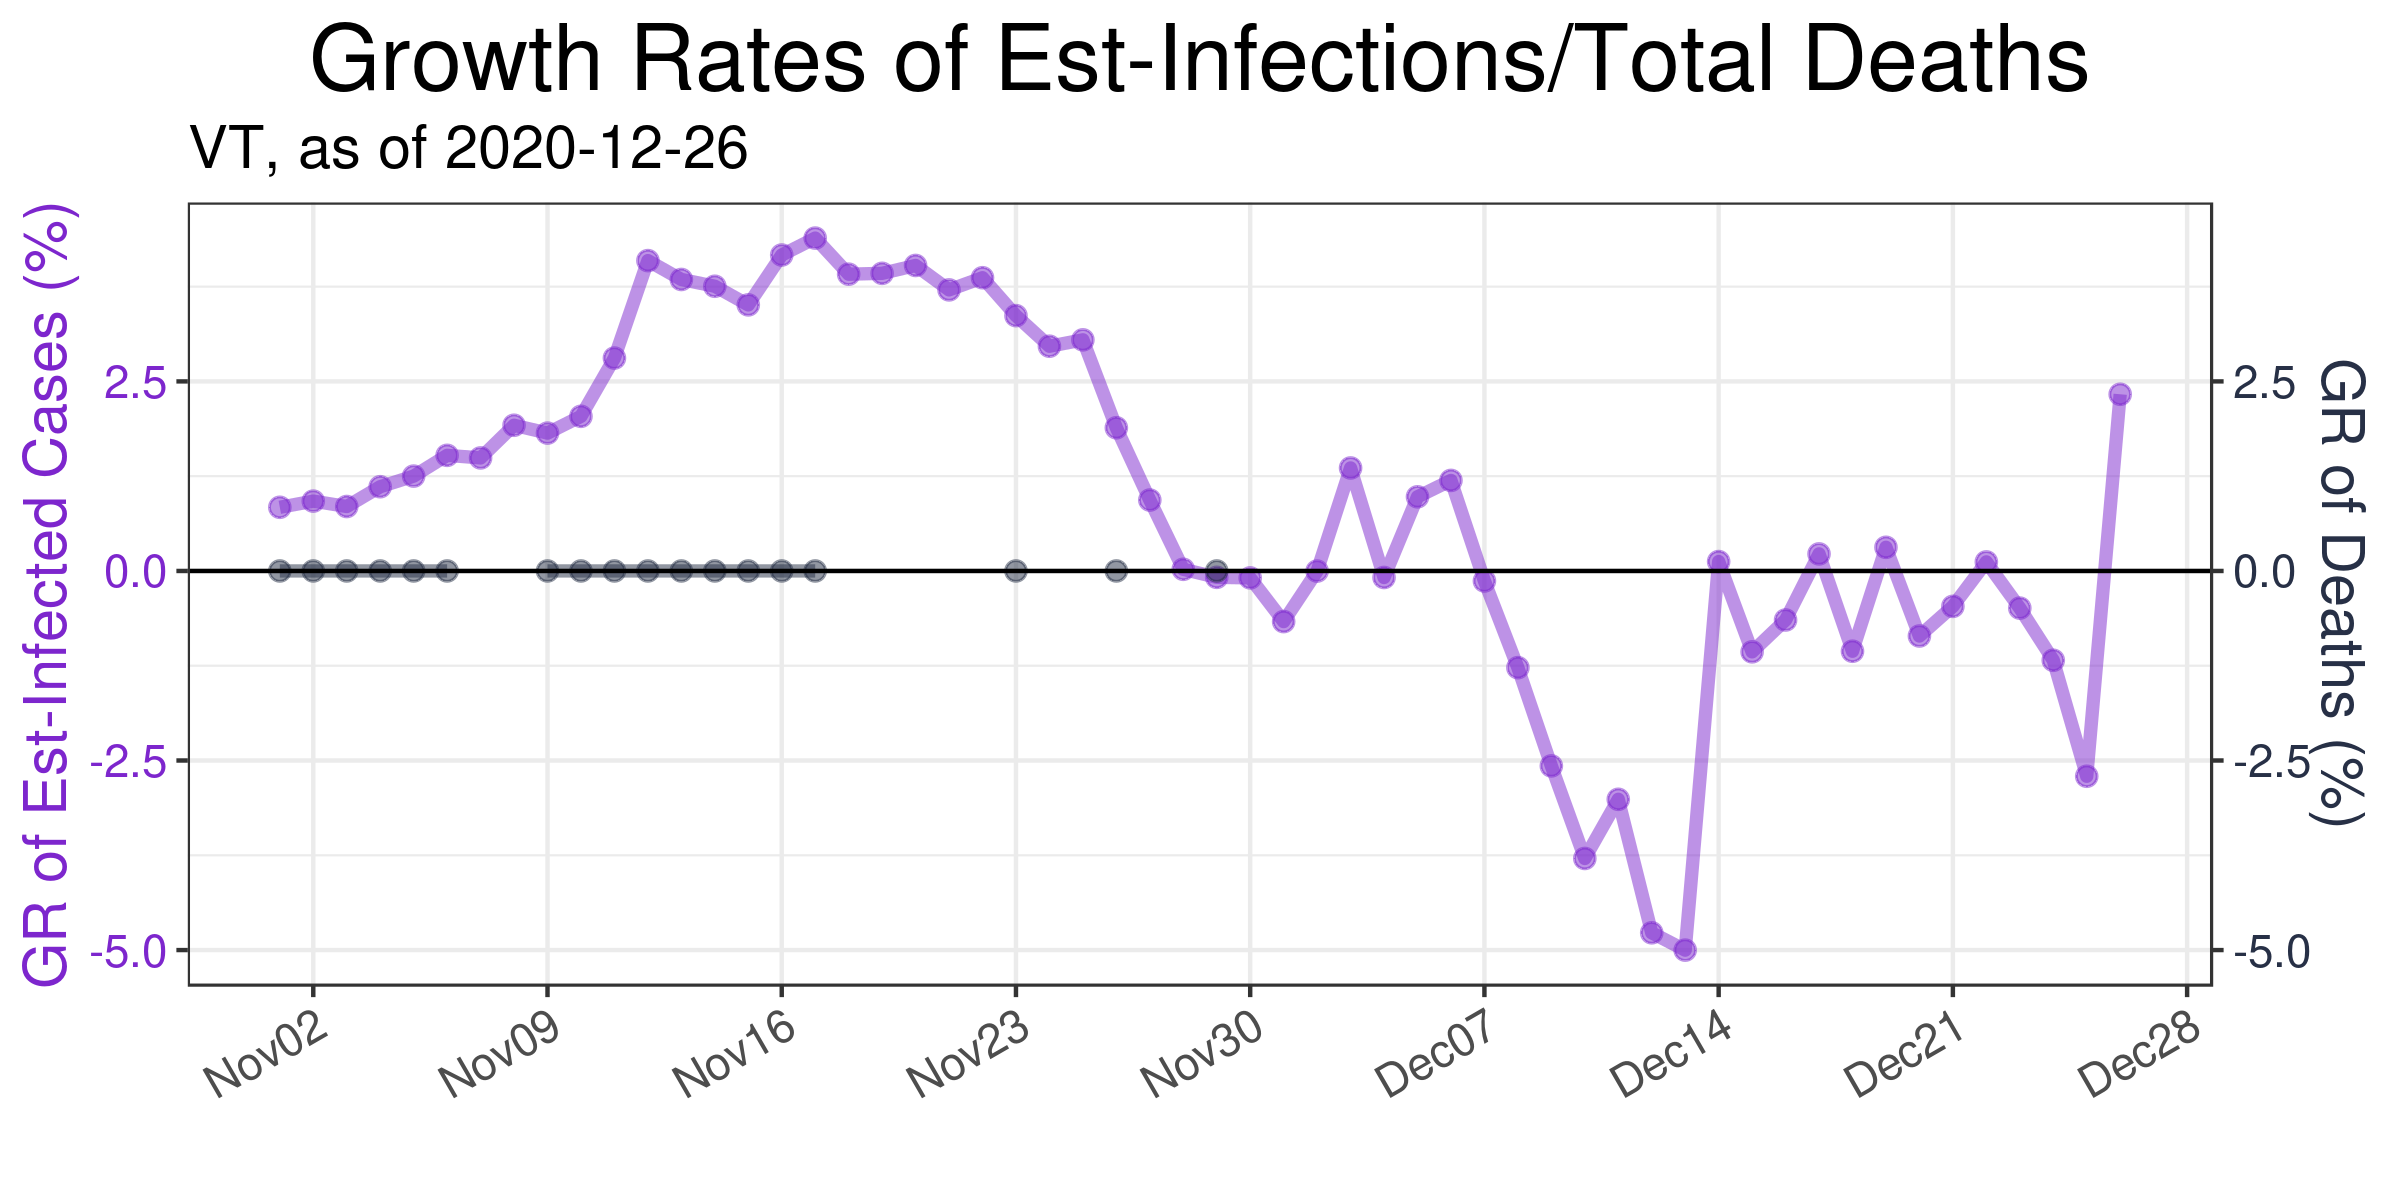 Growth Rates of Est-Infections/Total Deaths
VT, as of 2020-12-26
GR of Est-Infected Cases (%)
2.5
0.0
-2.5
-5.0
2.5
0.0
-2.5
-5.0
GR of Deaths (%)
Nov02
Nov09
Nov16
Nov23
Nov30
Dec07
Dec14
Dec21
Dec28